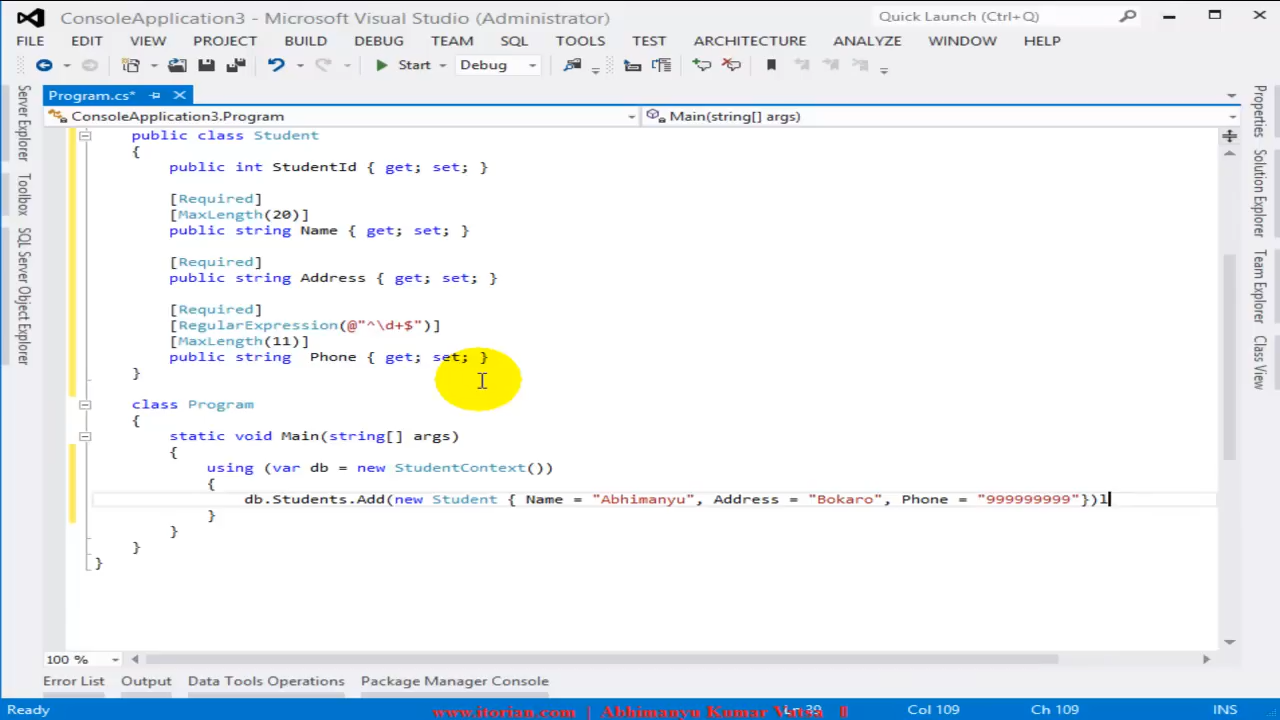 ConsoleApplication3 - Microsoft Visual Studio (Administrator)
Quick Launch (Ctrl+Q)
FILE EDIT VIEW PROJECT BUILD DEBUG TEAM SQL TOOLS TEST ARCHITECTURE ANALYZE WINDOW HELP
Start Debug
Program.cs*
ConsoleApplication3.Program
Main(string[] args)
Server Explorer
Toolbox
SQL Server Object Explorer
public class Student
{
public int StudentId { get; set; }
[Required]
[MaxLength(20)]
public string Name { get; set; }
[Required]
public string Address { get; set; }
[Required]
[RegularExpression(@"^\d+$")]
[MaxLength(11)]
public string  Phone { get; set; }
}
class Program
{
static void Main(string[] args)
{
using (var db = new StudentContext())
{
db.Students.Add(new Student { Name = "Abhimanyu", Address = "Bokaro", Phone = "999999999"})l
}
}
}
}
Properties
Solution Explorer
Team Explorer
Class View
100 %
Error List Output Data Tools Operations Package Manager Console
Ready
www.itorian.com | Abhimanyu Kumar Vatsa
Ln 39
Col 109
Ch 109
INS